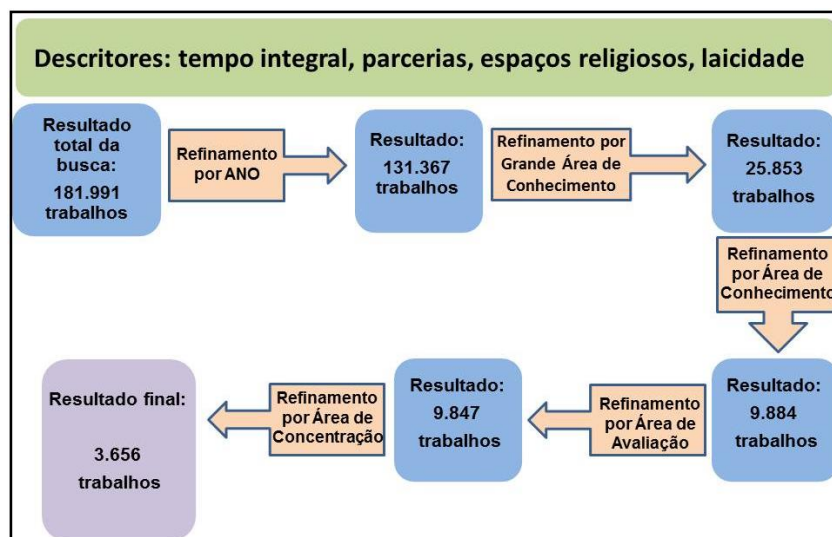 Descritores: tempo integral, parcerias, espaços religiosos, laicidade
Resultado
total da
busca:
181.991
trabalhos
Refinamento
por ANO
Resultado:
131.367
trabalhos
Refinamento por
Grande Área de
Conhecimento
Resultado:
25.853
trabalhos
Refinamento
por Área de
Conhecimento
Resultado:
9.884
trabalhos
Refinamento
por Área de
Avaliação
Resultado:
9.847
trabalhos
Refinamento
por Área de
Concentração
Resultado final:
3.656
trabalhos